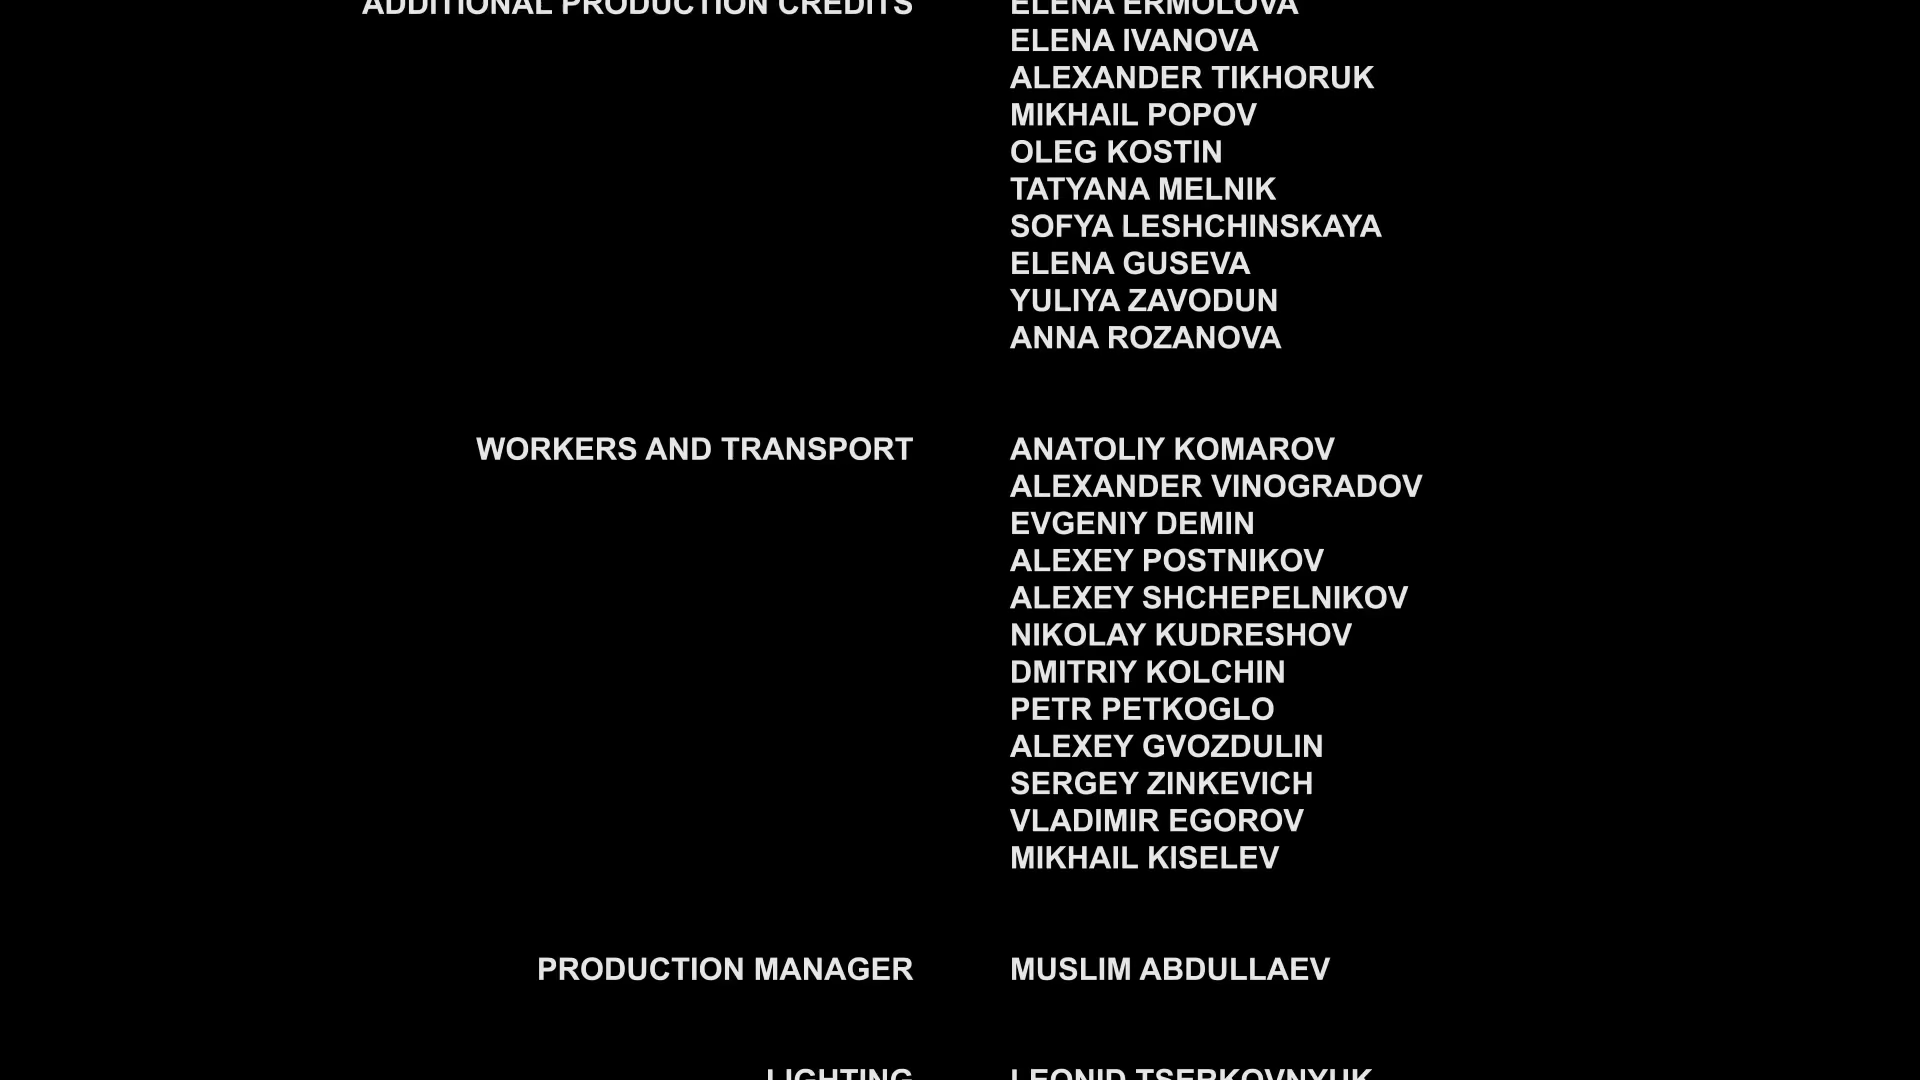 ADDITIONAL PRODUCTION CREDITS ELENA ERMOLOVA
ELENA IVANOVA
ALEXANDER TIKHORUK
MIKHAIL POPOV
OLEG KOSTIN
TATYANA MELNIK
SOFYA LESHCHINSKAYA
ELENA GUSEVA
YULIYA ZAVODUN
ANNA ROZANOVA
WORKERS AND TRANSPORT ANATOLIY KOMAROV
ALEXANDER VINOGRADOV
EVGENIY DEMIN
ALEXEY POSTNIKOV
ALEXEY SHCHEPELNIKOV
NIKOLAY KUDRESHOV
DMITRIY KOLCHIN
PETR PETKOGLO
ALEXEY GVOZDULIN
SERGEY ZINKEVICH
VLADIMIR EGOROV
MIKHAIL KISELEV
PRODUCTION MANAGER MUSLIM ABDULLAEV
LIGHTING LEONID TSERKOVNYUK